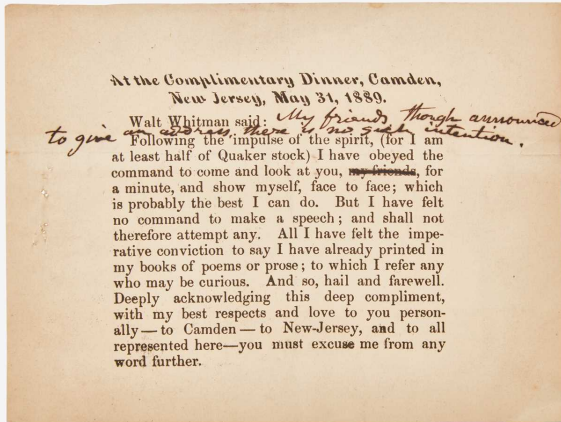 At the Complimentary Dinner, Camden,
New Jersey, May 31, 1889.
Walt Whitman said: My friends, though announced
to give an address there is no such intention.
Following the impulse of the spirit, (for I am
at least half of Quaker stock) I have obeyed the
command to come and look at you, my friends, for
a minute, and show myself, face to face; which
is probably the best I can do. But I have felt
no command to make a speech; and shall not
therefore attempt any. All I have felt the impe-
rative conviction to say I have already printed in
my books of poems or prose; to which I refer any
who may be curious. And so, hail and farewell.
Deeply acknowledging this deep compliment,
with my best respects and love to you person-
ally—to Camden—to New-Jersey, and to all
represented here—you must excuse me from any
word further.